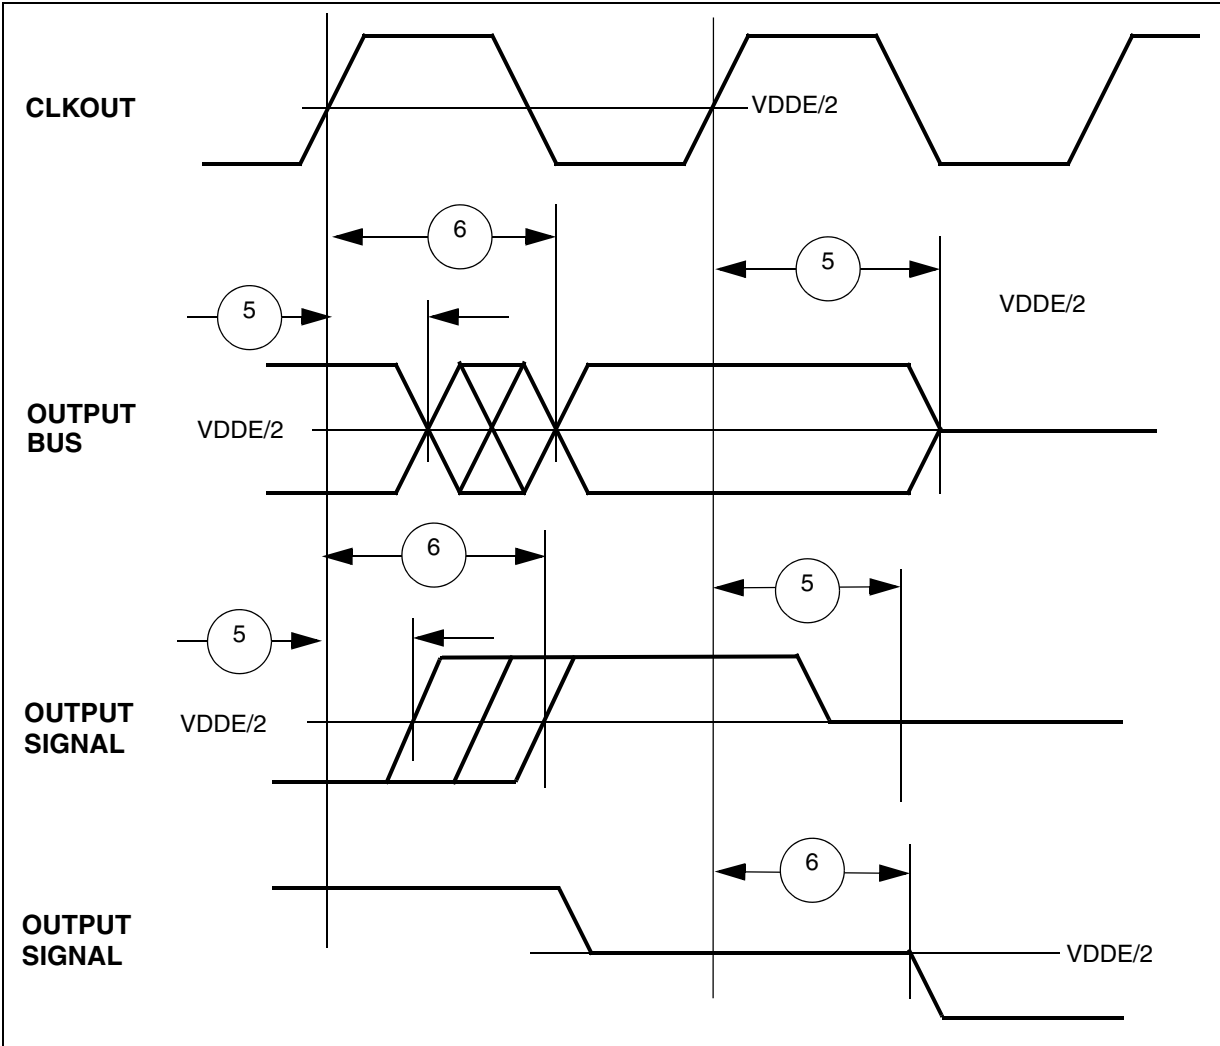 CLKOUT
VDDE/2
6
5
5
VDDE/2
OUTPUT
BUS
VDDE/2
6
5
5
OUTPUT
SIGNAL
VDDE/2
6
OUTPUT
SIGNAL
VDDE/2